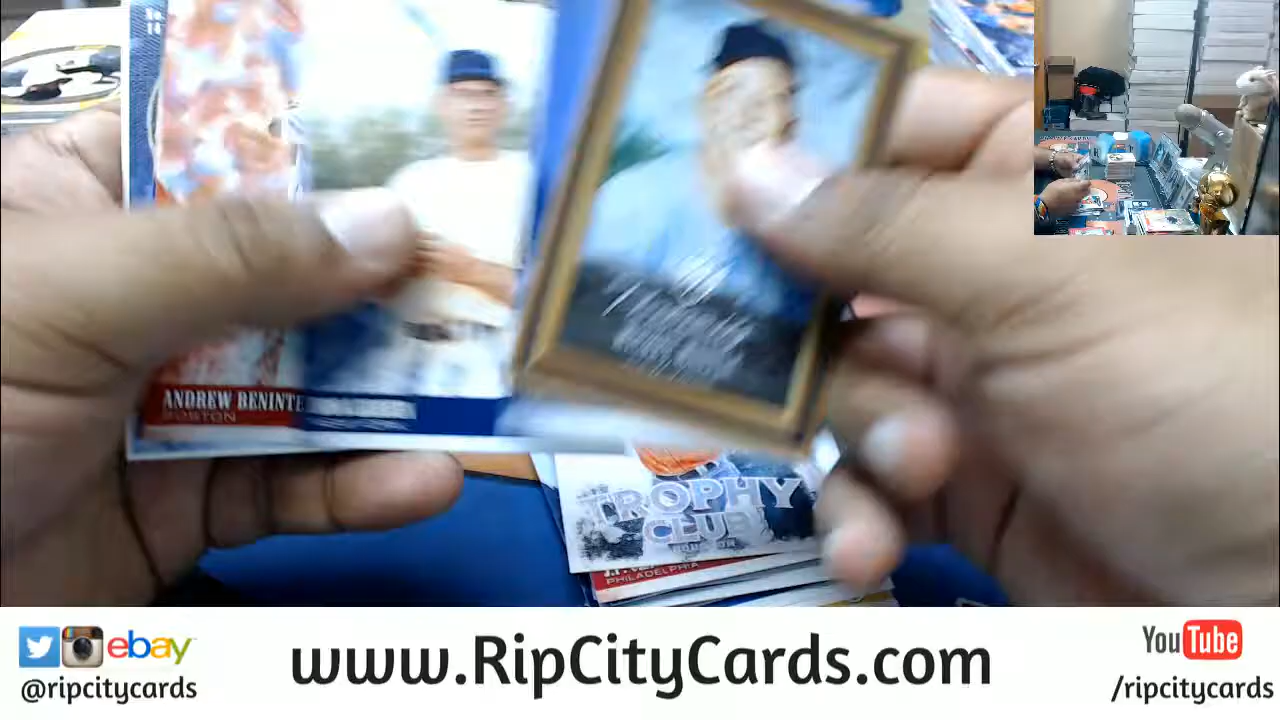 ANDREW BENINTE
BOSTON
TROPHY
CLUB
PHILADELPHIA
ebay
@ripcitycards
www.RipCityCards.com
YouTube
/ripcitycards